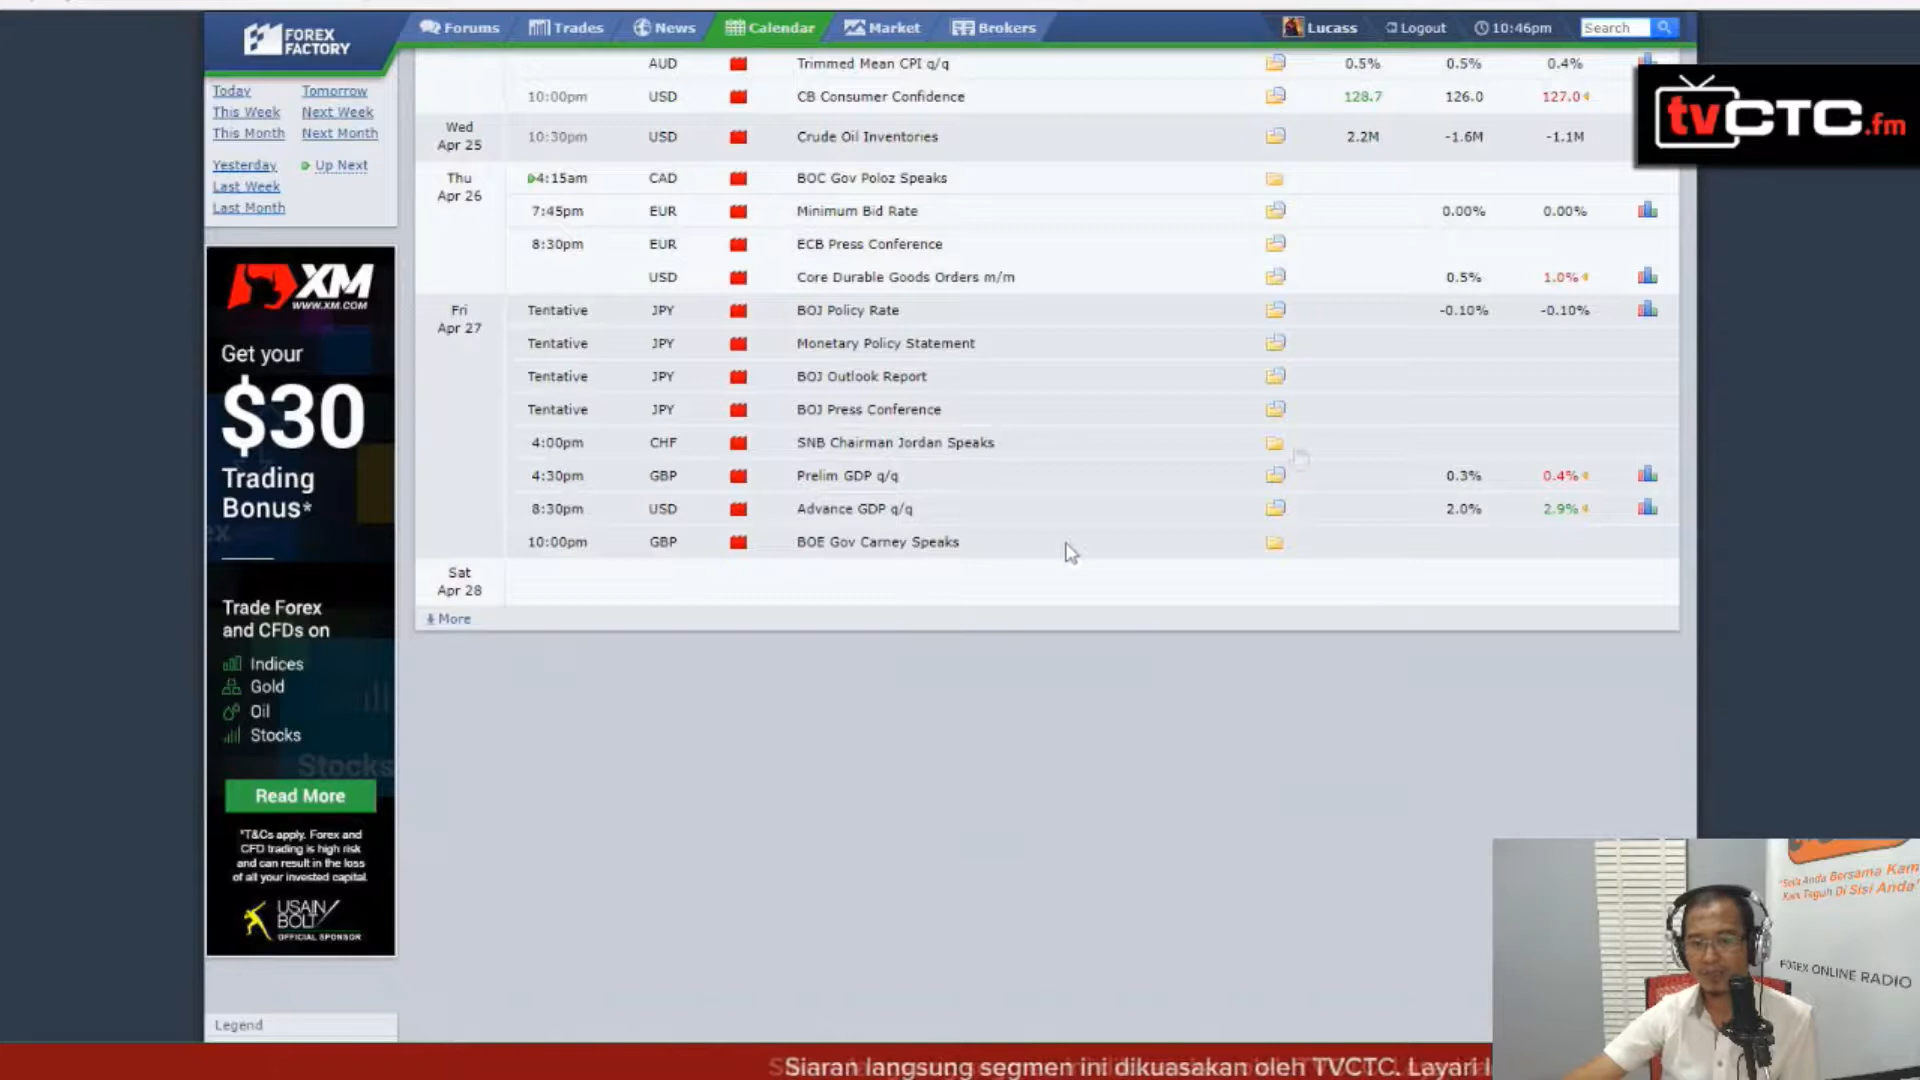 FOREX FACTORY
Forums Trades News Calendar Market Brokers Lucass Logout 10:46pm Search
Today Tomorrow
This Week Next Week
This Month Next Month
Yesterday Up Next
Last Week
Last Month
AUD Trimmed Mean CPI q/q 0.5% 0.5% 0.4%
10:00pm USD CB Consumer Confidence 128.7 126.0 127.0
Wed Apr 25 10:30pm USD Crude Oil Inventories 2.2M -1.6M -1.1M
Thu Apr 26 4:15am CAD BOC Gov Poloz Speaks
7:45pm EUR Minimum Bid Rate 0.00% 0.00%
8:30pm EUR ECB Press Conference
USD Core Durable Goods Orders m/m 0.5% 1.0%
Fri Apr 27 Tentative JPY BOJ Policy Rate -0.10% -0.10%
Tentative JPY Monetary Policy Statement
Tentative JPY BOJ Outlook Report
Tentative JPY BOJ Press Conference
4:00pm CHF SNB Chairman Jordan Speaks
4:30pm GBP Prelim GDP q/q 0.3% 0.4%
8:30pm USD Advance GDP q/q 2.0% 2.9%
10:00pm GBP BOE Gov Carney Speaks
Sat Apr 28
More
tvCTC.fm
XM
WWW.XM.COM
Get your
$30
Trading
Bonus*
Trade Forex
and CFDs on
Indices
Gold
Oil
Stocks
Stocks
Read More
*T&Cs apply. Forex and
CFD trading is high risk
and can result in the loss
of all your invested capital.
USAIN
BOLT
OFFICIAL SPONSOR
Legend
"Setia Anda Bersama Kam
Kami Teguh Di Sisi Anda"
FOREX ONLINE RADIO
Siaran langsung segmen ini dikuasakan oleh TVCTC. Layari l